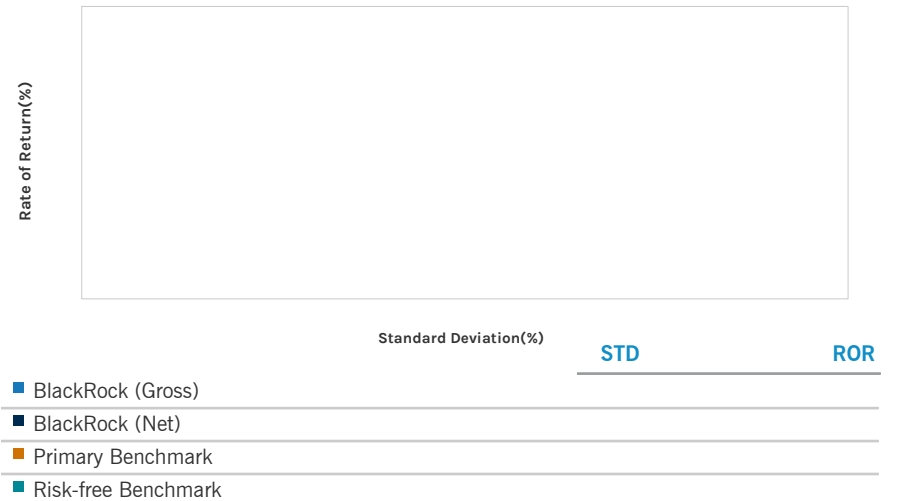 Rate of Return(%)
Standard Deviation(%)
STD ROR
BlackRock (Gross)
BlackRock (Net)
Primary Benchmark
Risk-free Benchmark